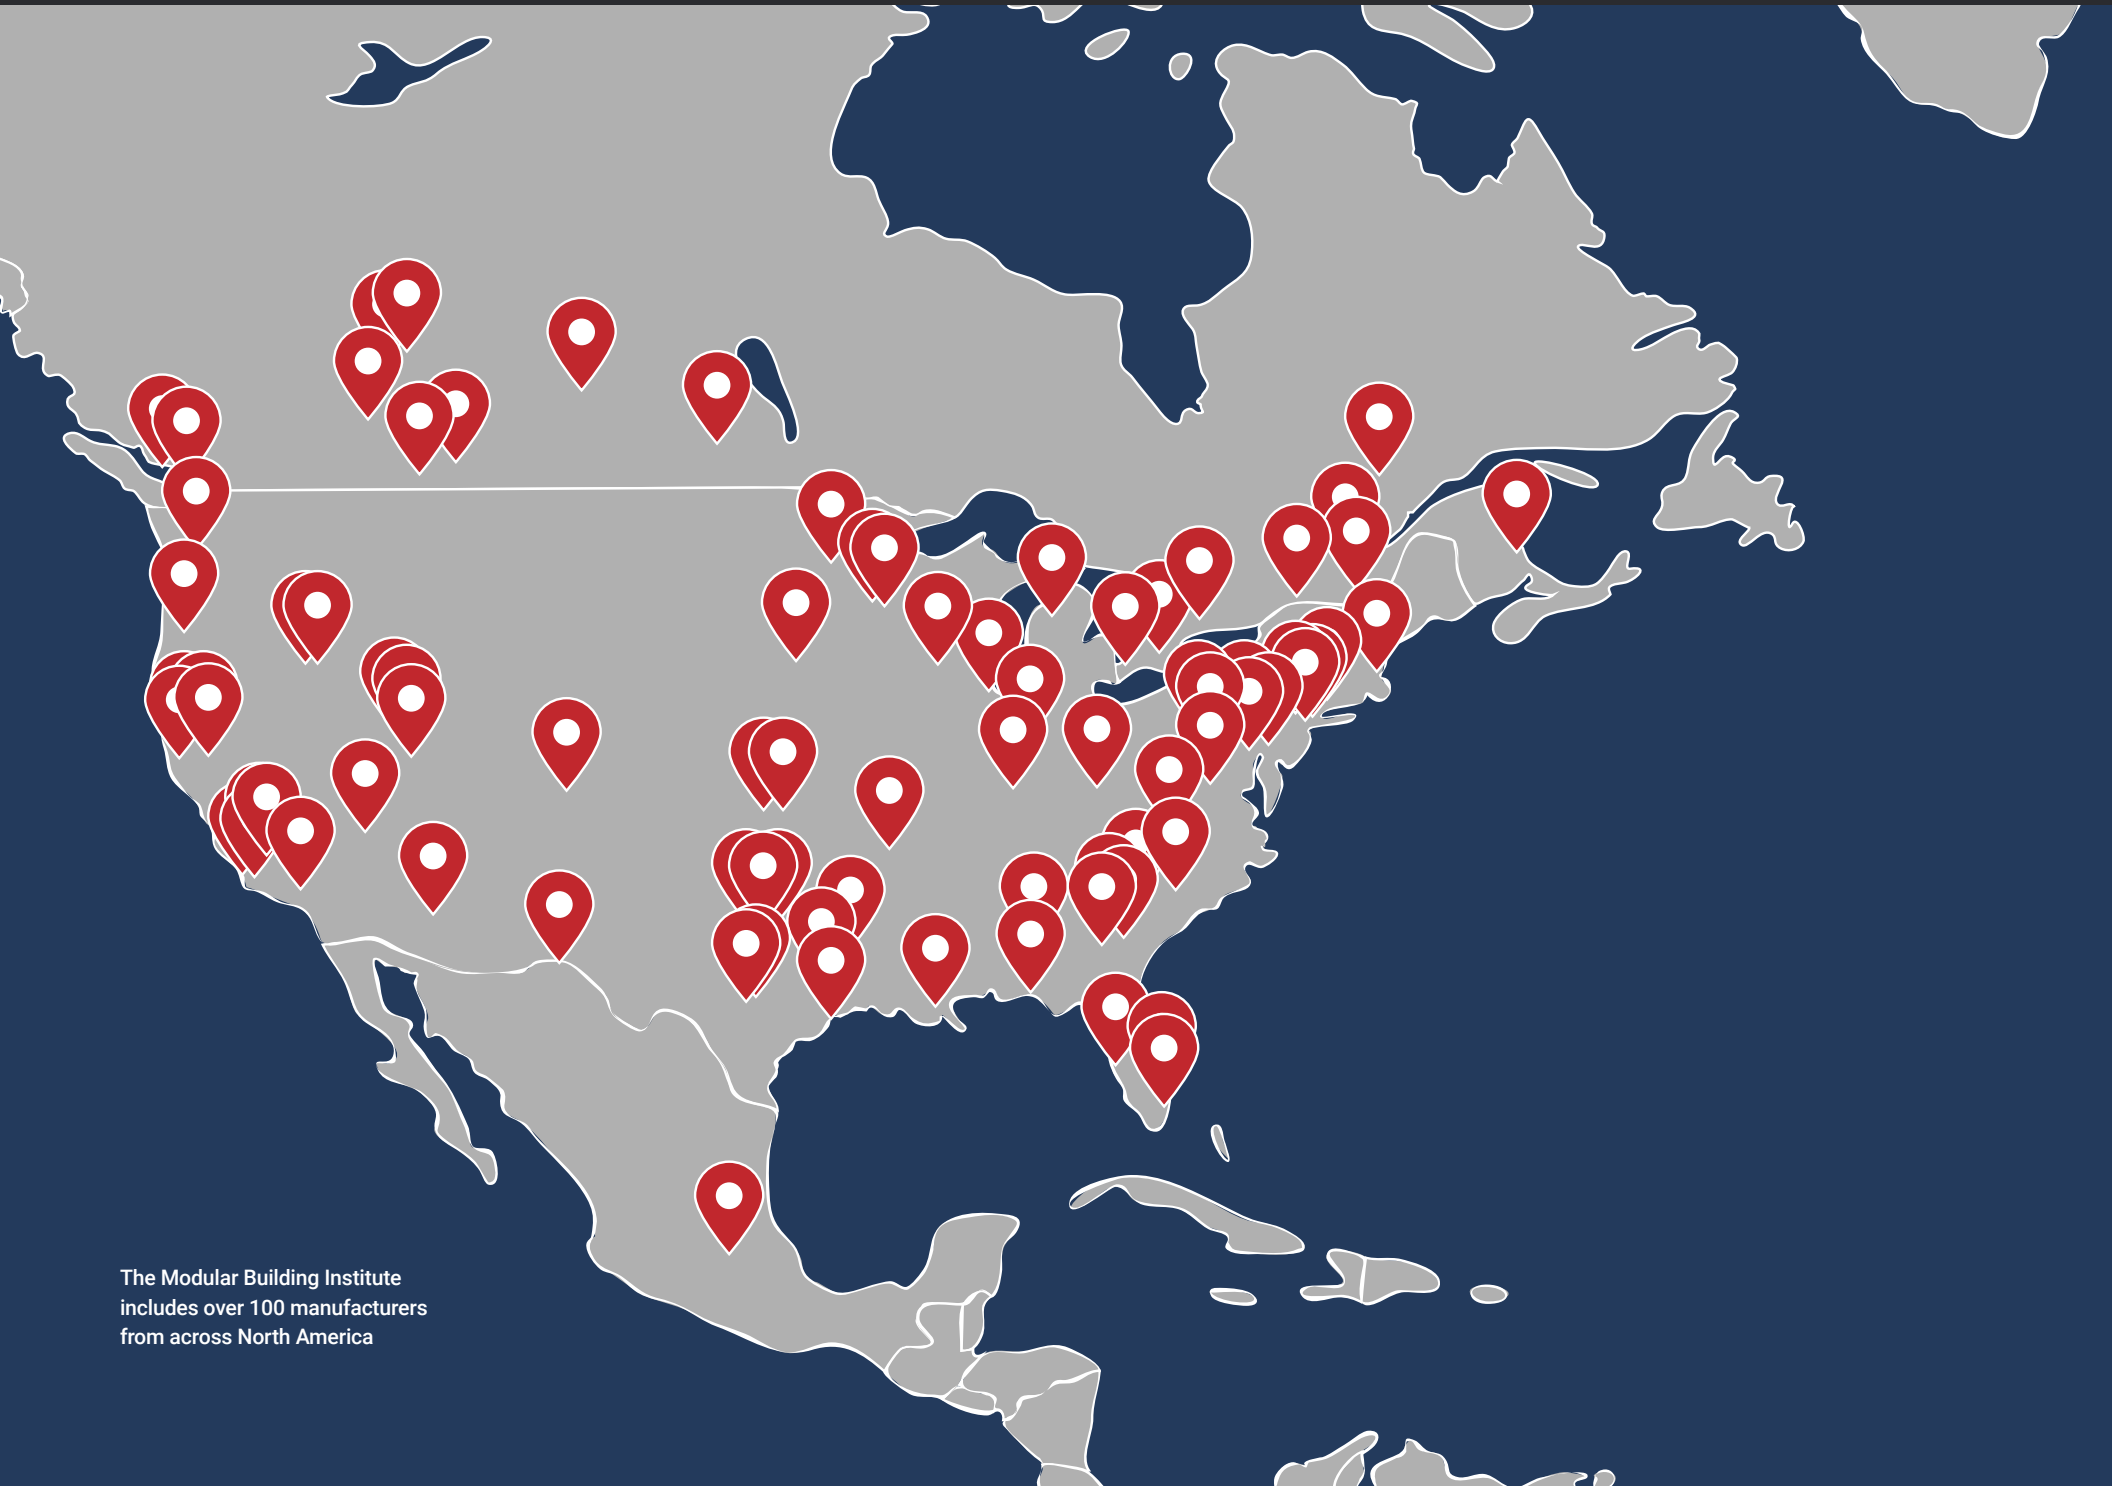 The Modular Building Institute
includes over 100 manufacturers
from across North America